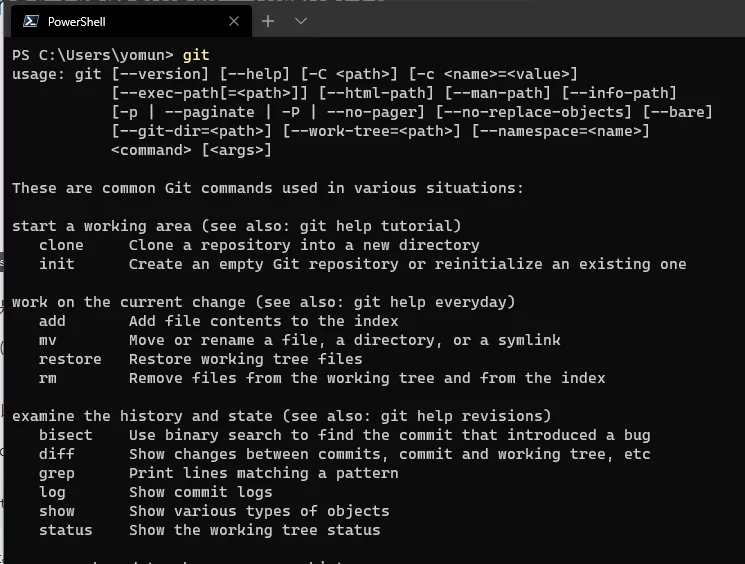 PowerShell
PS C:\Users\yomun> git
usage: git [--version] [--help] [-C <path>] [-c <name>=<value>]
           [--exec-path[=<path>]] [--html-path] [--man-path] [--info-path]
           [-p | --paginate | -P | --no-pager] [--no-replace-objects] [--bare]
           [--git-dir=<path>] [--work-tree=<path>] [--namespace=<name>]
           <command> [<args>]

These are common Git commands used in various situations:

start a working area (see also: git help tutorial)
   clone     Clone a repository into a new directory
   init      Create an empty Git repository or reinitialize an existing one

work on the current change (see also: git help everyday)
   add       Add file contents to the index
   mv        Move or rename a file, a directory, or a symlink
   restore   Restore working tree files
   rm        Remove files from the working tree and from the index

examine the history and state (see also: git help revisions)
   bisect    Use binary search to find the commit that introduced a bug
   diff      Show changes between commits, commit and working tree, etc
   grep      Print lines matching a pattern
   log       Show commit logs
   show      Show various types of objects
   status    Show the working tree status